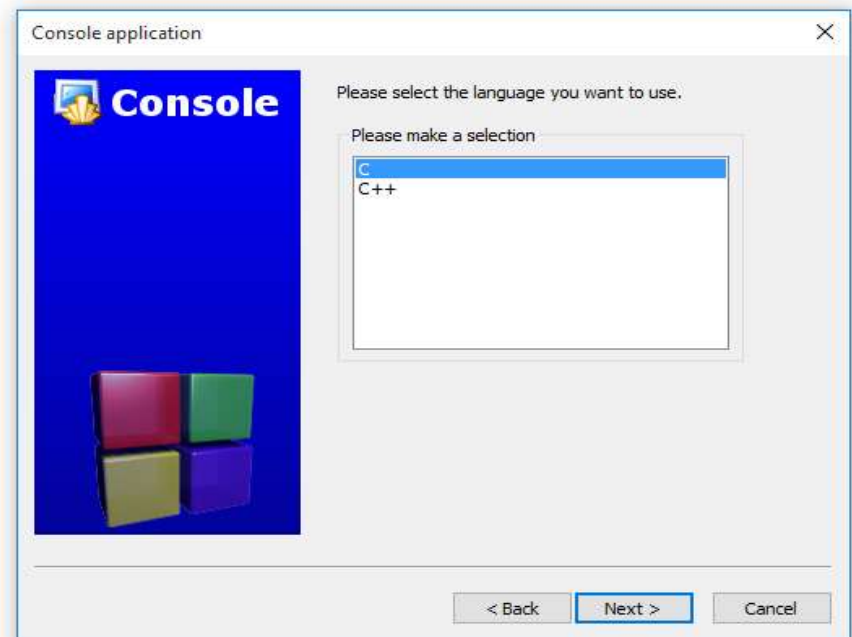 Console application
Console
Please select the language you want to use.
Please make a selection
C
C++
< Back
Next >
Cancel